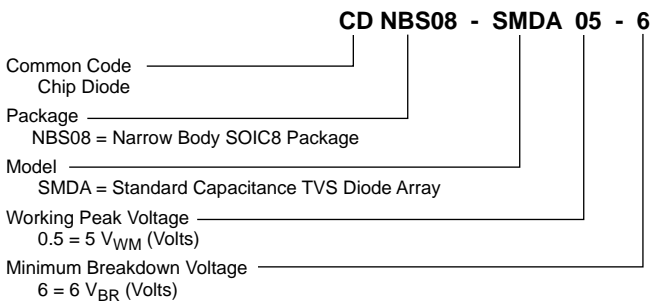 CD NBS08 - SMDA 05 - 6
Common Code
Chip Diode
Package
NBS08 = Narrow Body SOIC8 Package
Model
SMDA = Standard Capacitance TVS Diode Array
Working Peak Voltage
0.5 = 5 VWM (Volts)
Minimum Breakdown Voltage
6 = 6 VBR (Volts)